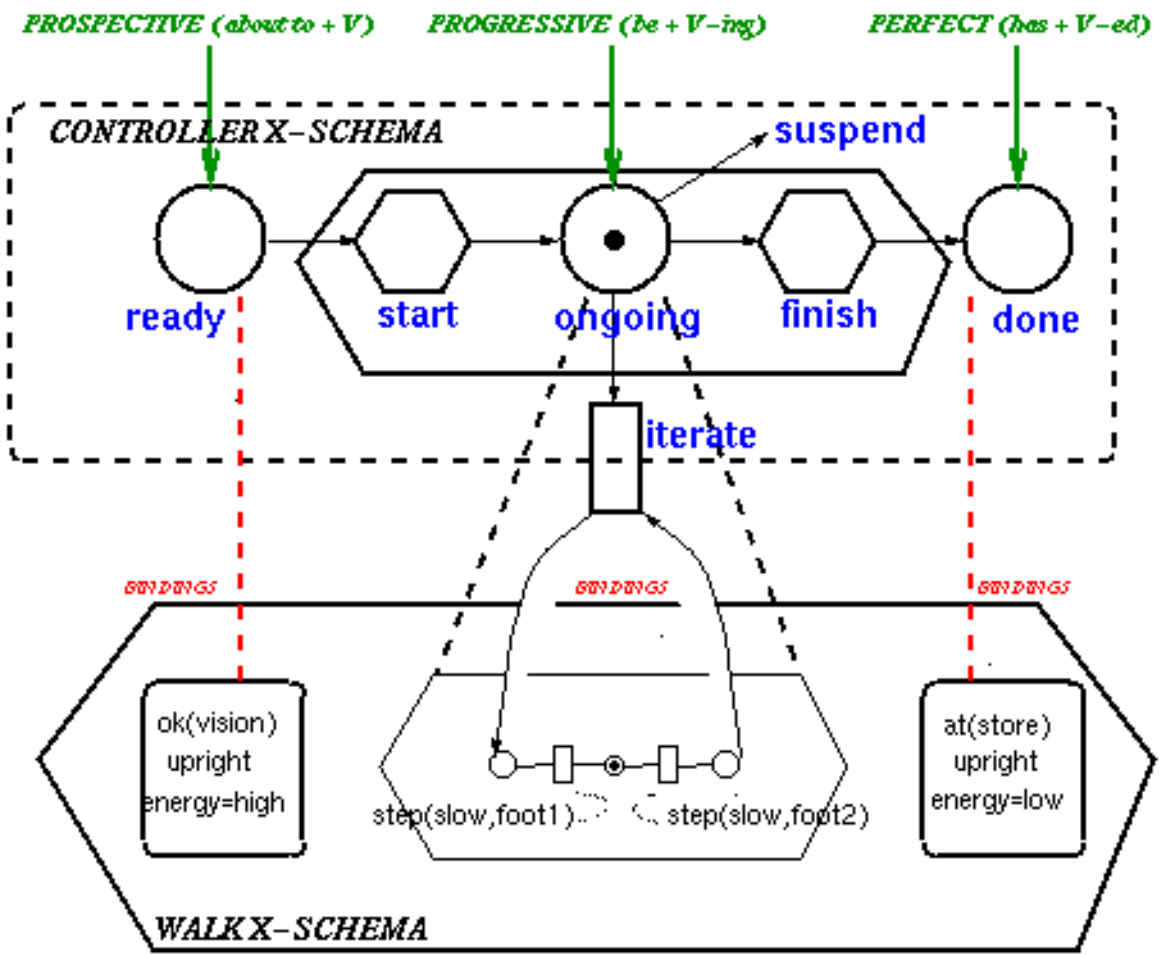 PROSPECTIVE (about to + V)
PROGRESSIVE (be + V-ing)
PERFECT (has + V-ed)
CONTROLLER X-SCHEMA
suspend
ready
start
ongoing
finish
done
iterate
BINDINGS
BINDINGS
BINDINGS
ok(vision)
upright
energy=high
step(slow,foot1)
step(slow,foot2)
at(store)
upright
energy=low
WALK X-SCHEMA